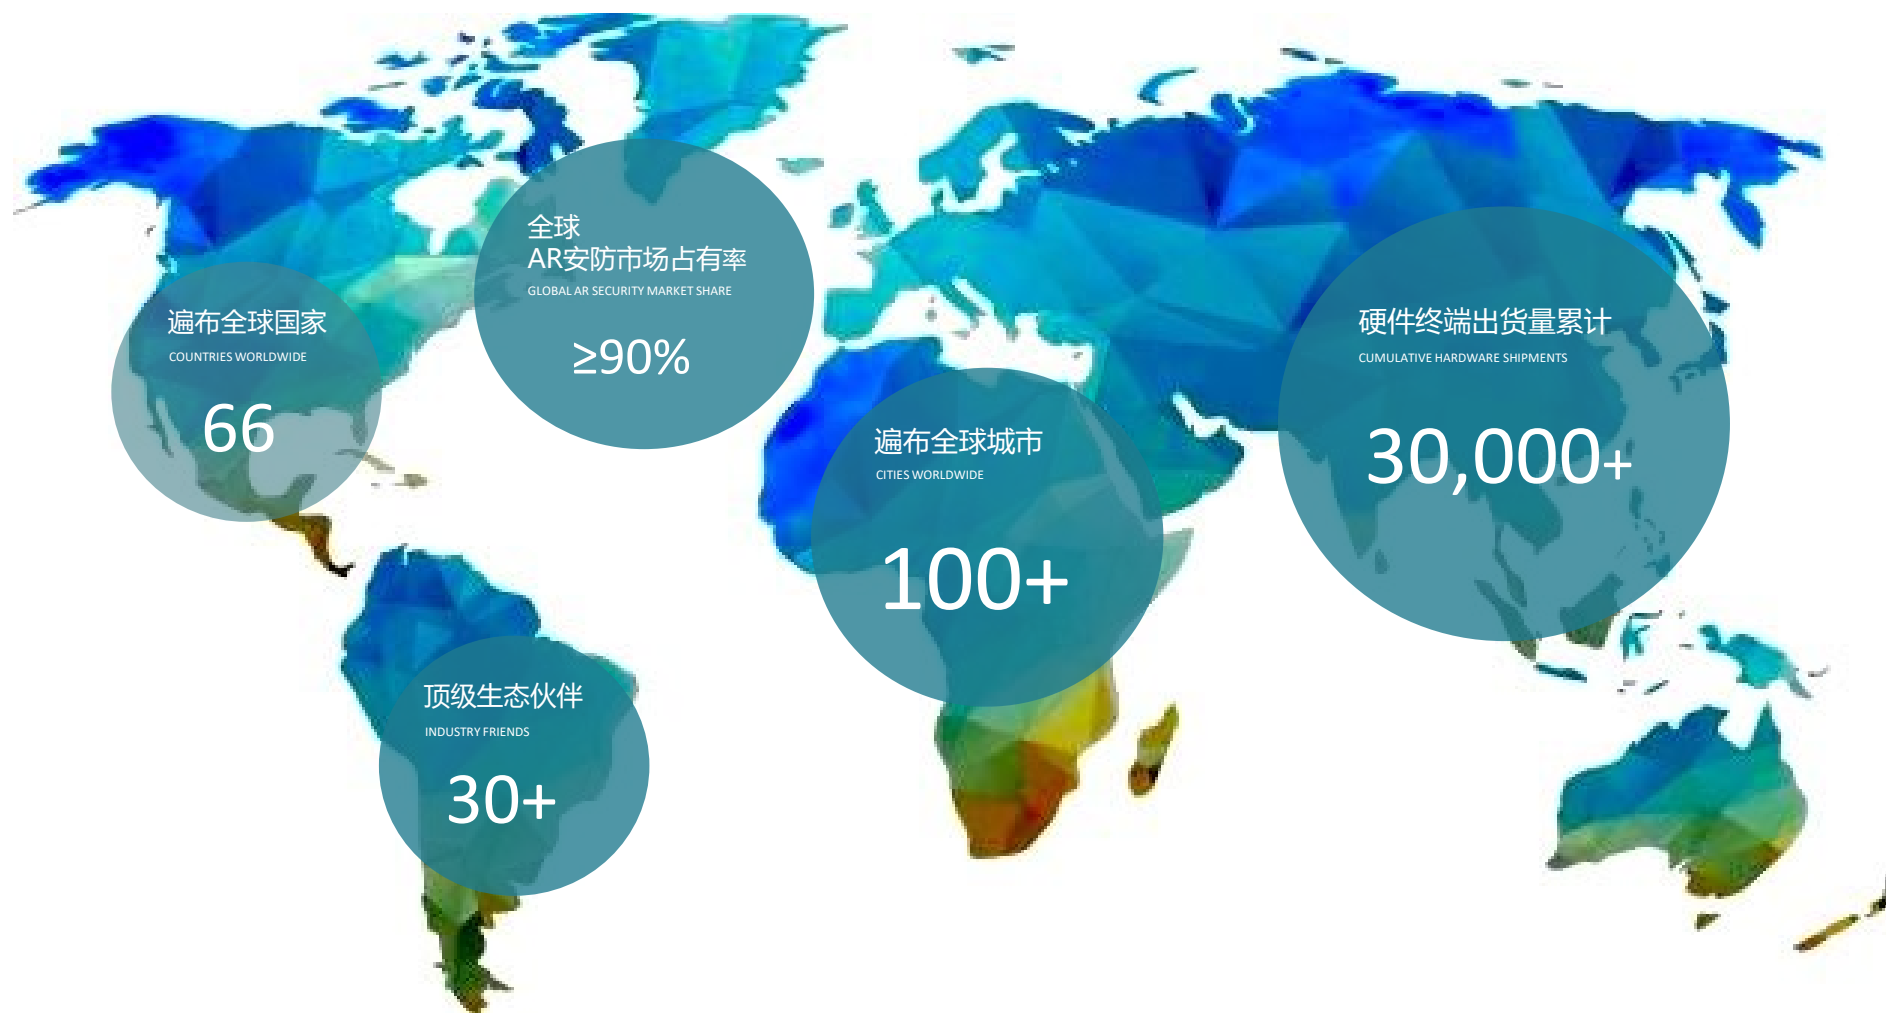 全球
AR安防市场占有率
GLOBAL AR SECURITY MARKET SHARE
≥90%
遍布全球国家
COUNTRIES WORLDWIDE
66
硬件终端出货量累计
CUMULATIVE HARDWARE SHIPMENTS
30,000+
遍布全球城市
CITIES WORLDWIDE
100+
顶级生态伙伴
INDUSTRY FRIENDS
30+